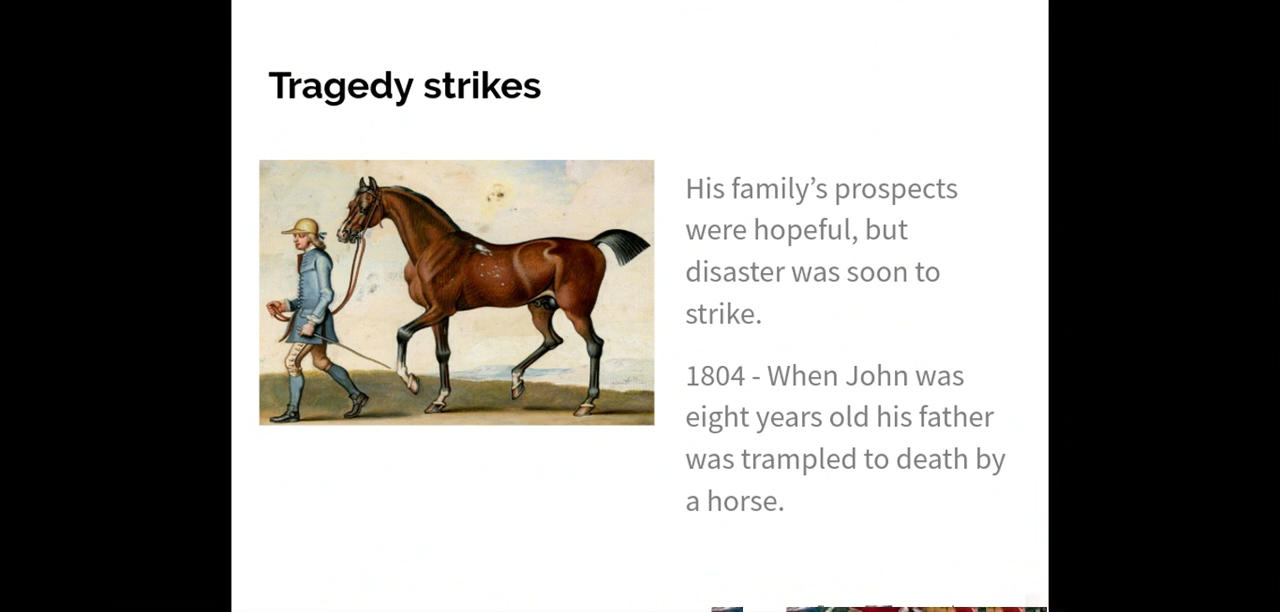 Tragedy strikes
His family’s prospects
were hopeful, but
disaster was soon to
strike.
1804 - When John was
eight years old his father
was trampled to death by
a horse.